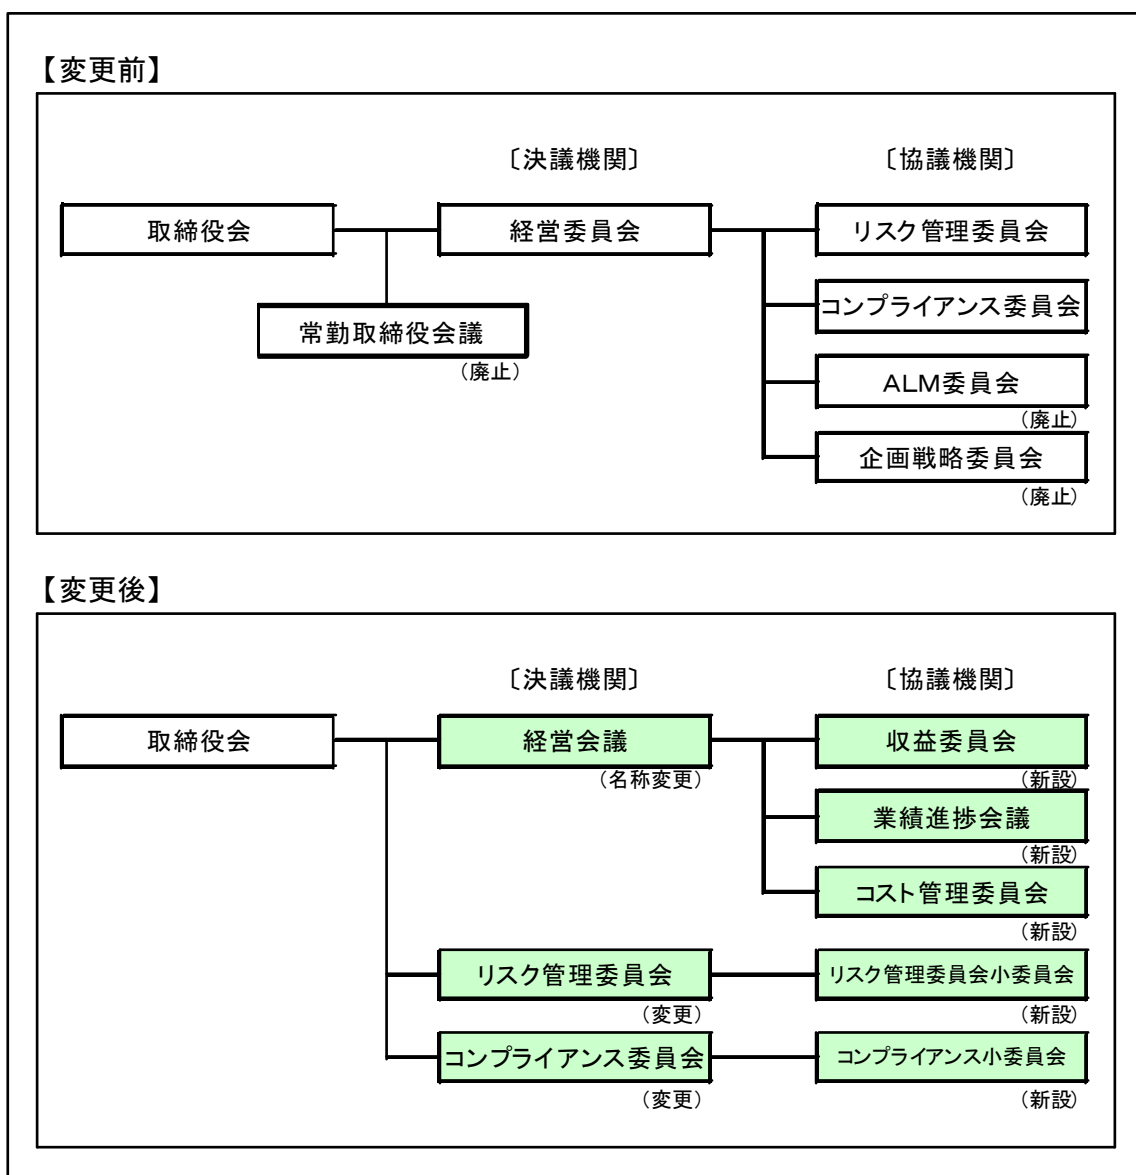 【変更前】
〔決議機関〕 〔協議機関〕
取締役会 経営委員会 リスク管理委員会
コンプライアンス委員会
常勤取締役会議
(廃止)
ALM委員会
(廃止)
企画戦略委員会
(廃止)
【変更後】
〔決議機関〕 〔協議機関〕
取締役会 経営会議 収益委員会
(名称変更) (新設)
業績進捗会議
(新設)
コスト管理委員会
(新設)
リスク管理委員会 リスク管理委員会小委員会
(変更) (新設)
コンプライアンス委員会 コンプライアンス小委員会
(変更) (新設)